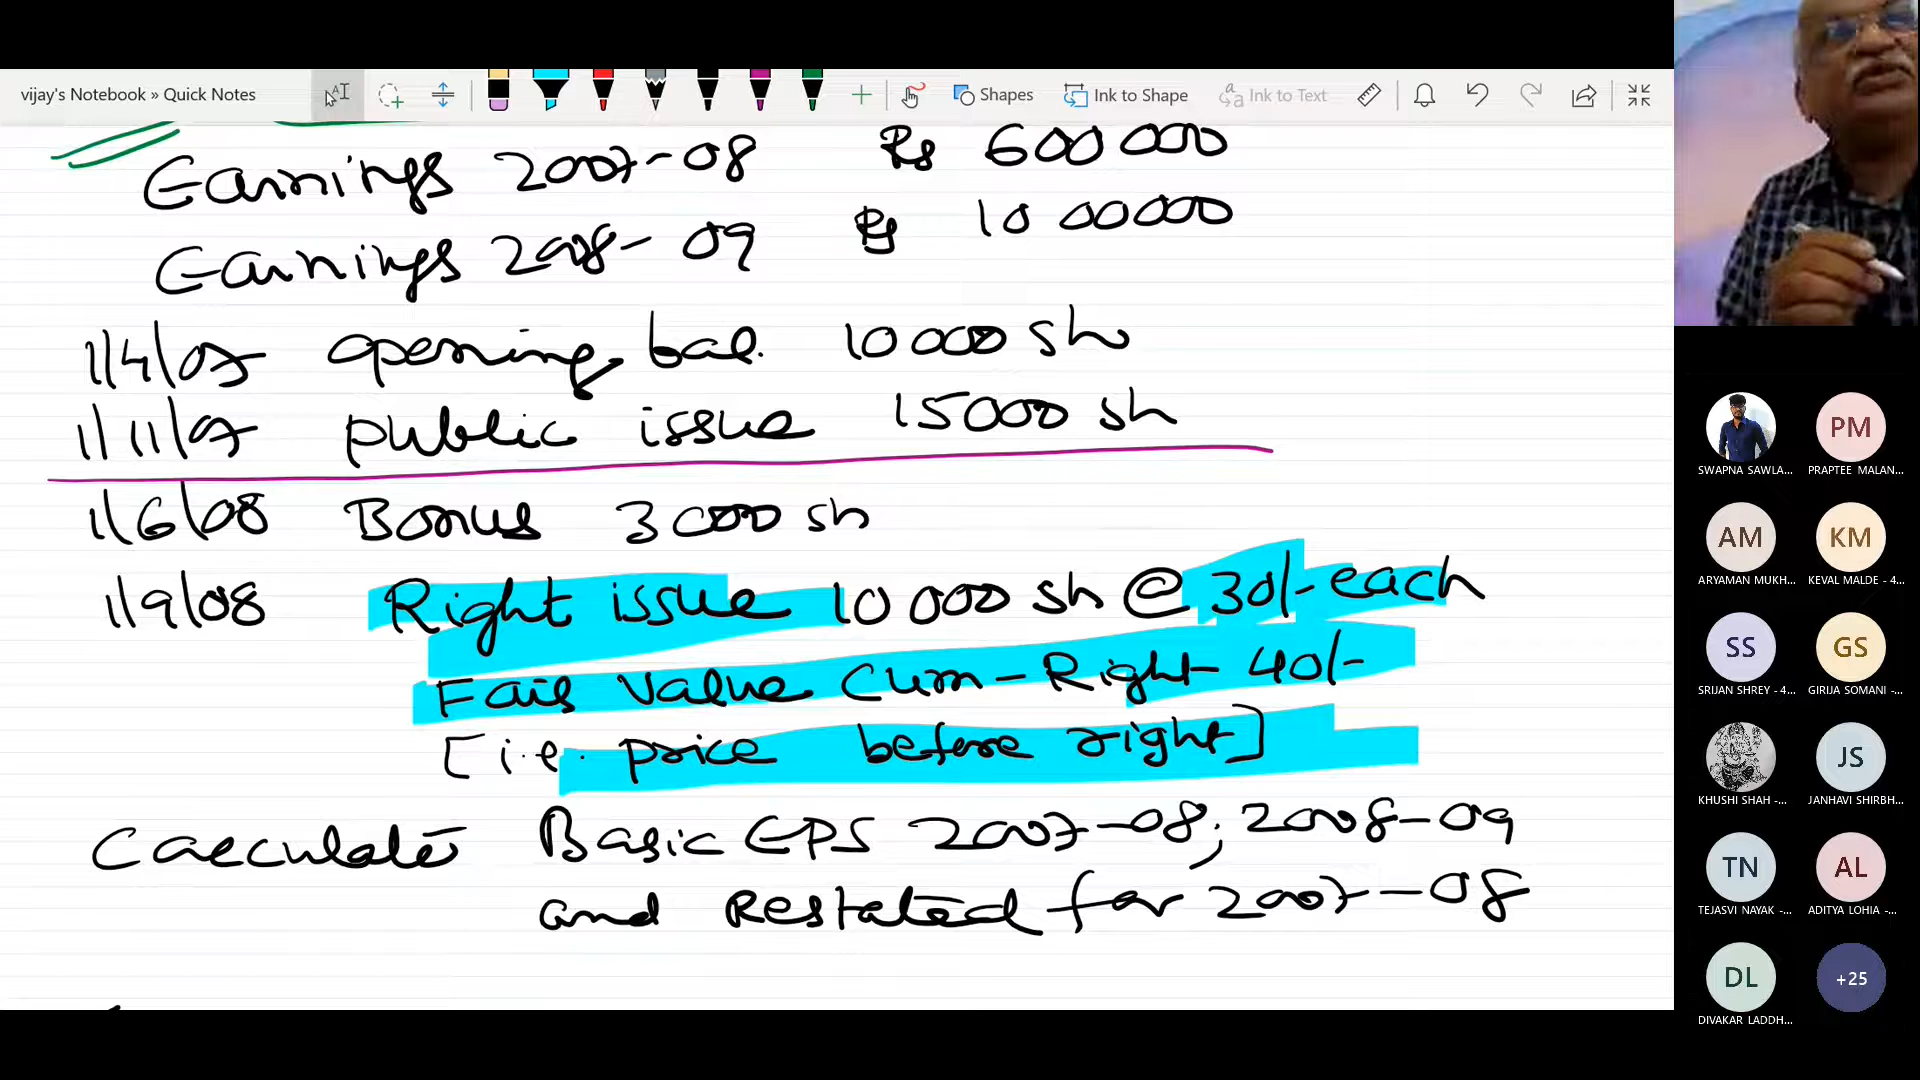 vijay's Notebook » Quick Notes
Shapes
Ink to Shape
Ink to Text
Earnings 2007-08 Rs 600000
Earnings 2008-09 Rs 1000000
1/4/07 opening bal. 10000 sh
1/11/07 public issue 15000 sh
1/6/08 Bonus 3000 sh
1/9/08 Right issue 10000 sh @ 30/- each
Fair value Cum-Right 40/-
[i.e. price before right]
Calculate Basic EPS 2007-08; 2008-09
and Restated for 2007-08
SWAPNA SAWLA...
PM
PRAPTEE MALAN...
AM
ARYAMAN MUKH...
KM
KEVAL MALDE - 4...
SS
SRIJAN SHREY - 4...
GS
GIRIJA SOMANI -...
KHUSHI SHAH -...
JS
JANHAVI SHIRBH...
TN
TEJASVI NAYAK -...
AL
ADITYA LOHIA -...
DL
DIVAKAR LADDH...
+25